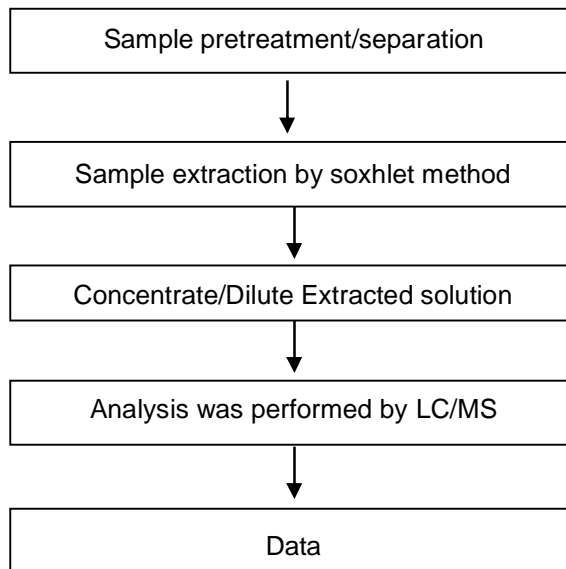 Sample pretreatment/separation
Sample extraction by soxhlet method
Concentrate/Dilute Extracted solution
Analysis was performed by LC/MS
Data